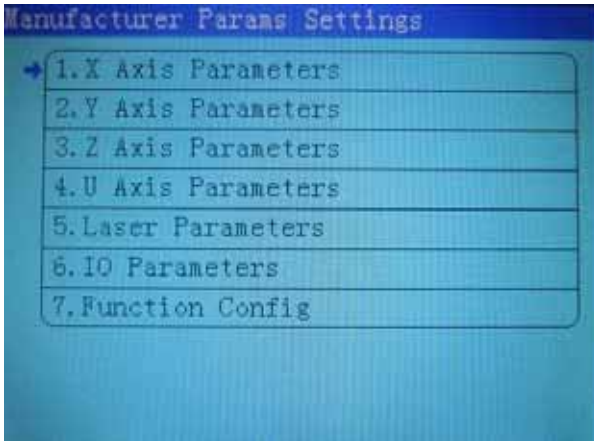 Manufacturer Params Settings
1.X Axis Parameters
2.Y Axis Parameters
3.Z Axis Parameters
4.U Axis Parameters
5.Laser Parameters
6.IO Parameters
7.Function Config